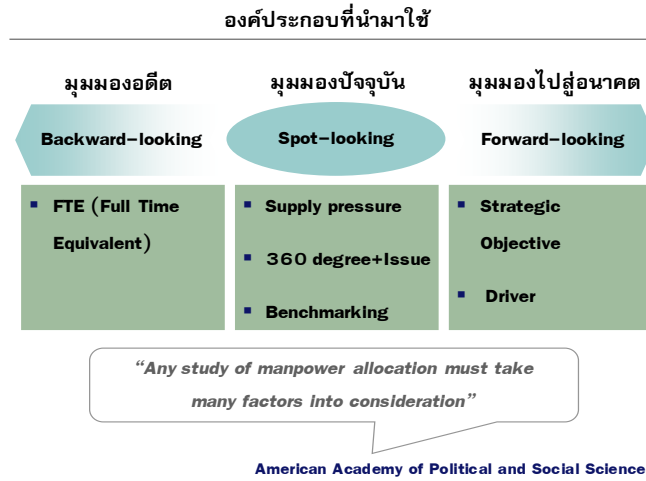 องค์ประกอบที่นำมาใช้
มุมมองอดีต
มุมมองปัจจุบัน
มุมมองไปสู่อนาคต
Backward-looking
Spot-looking
Forward-looking
▪ FTE (Full Time
Equivalent)
▪ Supply pressure
▪ 360 degree+Issue
▪ Benchmarking
▪ Strategic
Objective
▪ Driver
“Any study of manpower allocation must take
many factors into consideration”
American Academy of Political and Social Science